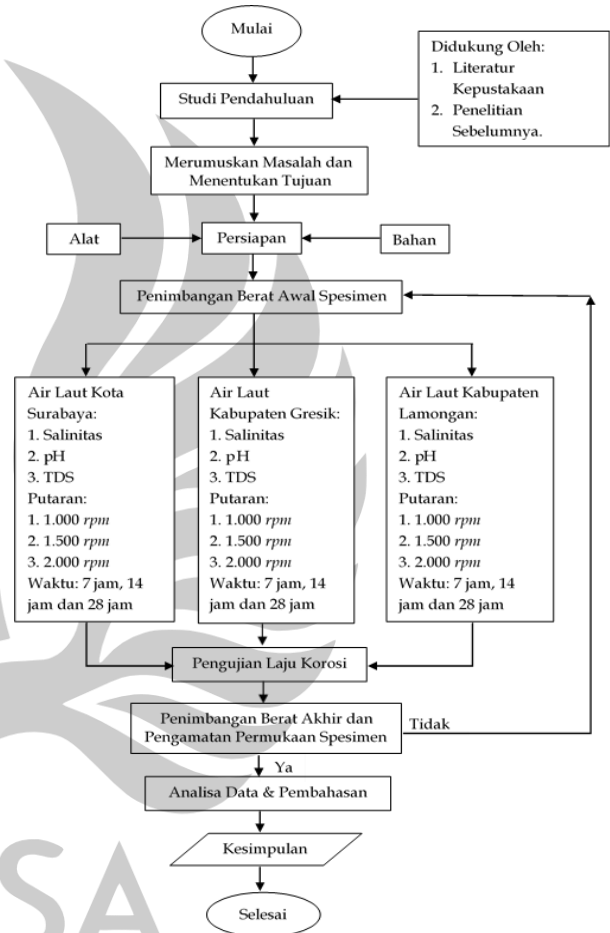 Mulai
Didukung Oleh:
1. Literatur
Kepustakaan
2. Penelitian
Sebelumnya.
Studi Pendahuluan
Merumuskan Masalah dan
Menentukan Tujuan
Alat
Persiapan
Bahan
Penimbangan Berat Awal Spesimen
Air Laut Kota
Surabaya:
1. Salinitas
2. pH
3. TDS
Putaran:
1. 1.000 rpm
2. 1.500 rpm
3. 2.000 rpm
Waktu: 7 jam, 14
jam dan 28 jam
Air Laut
Kabupaten Gresik:
1. Salinitas
2. pH
3. TDS
Putaran:
1. 1.000 rpm
2. 1.500 rpm
3. 2.000 rpm
Waktu: 7 jam, 14
jam dan 28 jam
Air Laut Kabupaten
Lamongan:
1. Salinitas
2. pH
3. TDS
Putaran:
1. 1.000 rpm
2. 1.500 rpm
3. 2.000 rpm
Waktu: 7 jam, 14
jam dan 28 jam
Pengujian Laju Korosi
Penimbangan Berat Akhir dan
Pengamatan Permukaan Spesimen
Tidak
Ya
Analisa Data & Pembahasan
Kesimpulan
Selesai
SA